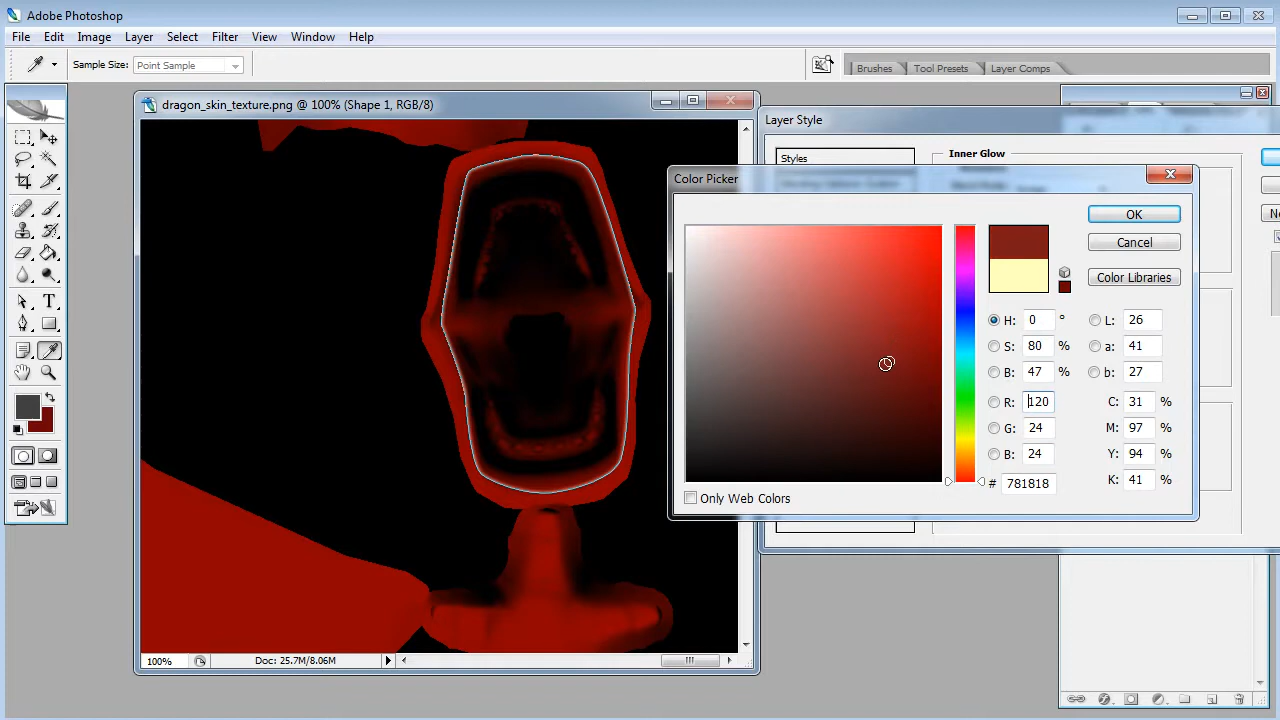 Adobe Photoshop
File Edit Image Layer Select Filter View Window Help
Sample Size: Point Sample
Brushes Tool Presets Layer Comps
dragon_skin_texture.png @ 100% (Shape 1, RGB/8)
Layer Style
Styles
Inner Glow
Color Picker
OK
Cancel
Color Libraries
H: 0 °
S: 80 %
B: 47 %
R: 120
G: 24
B: 24
# 781818
L: 26
a: 41
b: 27
C: 31 %
M: 97 %
Y: 94 %
K: 41 %
Only Web Colors
100% Doc: 25.7M/8.06M